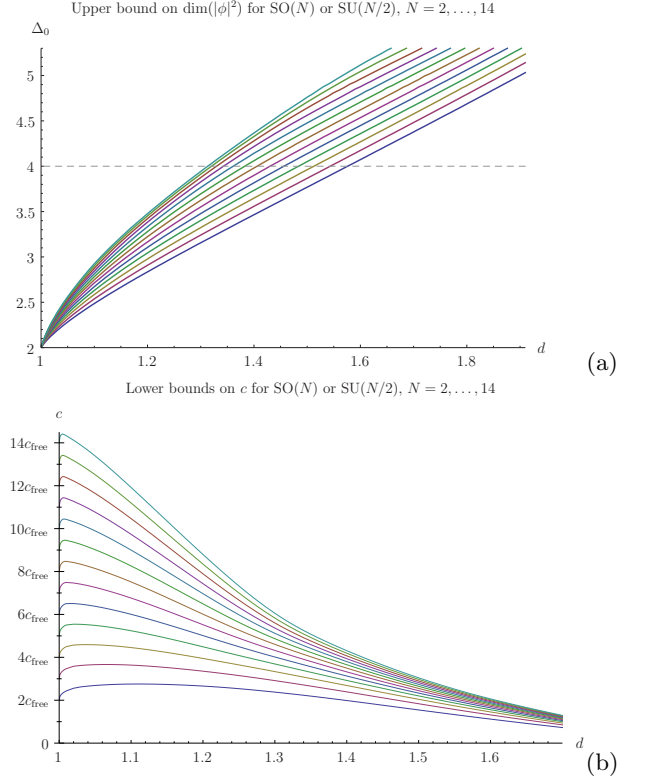 Upper bound on dim(|ϕ|²) for SO(N) or SU(N/2), N = 2, . . . , 14
Δ₀
5
4.5
4
3.5
3
2.5
2
1 1.2 1.4 1.6 1.8 d
(a)
Lower bounds on c for SO(N) or SU(N/2), N = 2, . . . , 14
c
14c_free
12c_free
10c_free
8c_free
6c_free
4c_free
2c_free
0
1 1.1 1.2 1.3 1.4 1.5 1.6 d
(b)